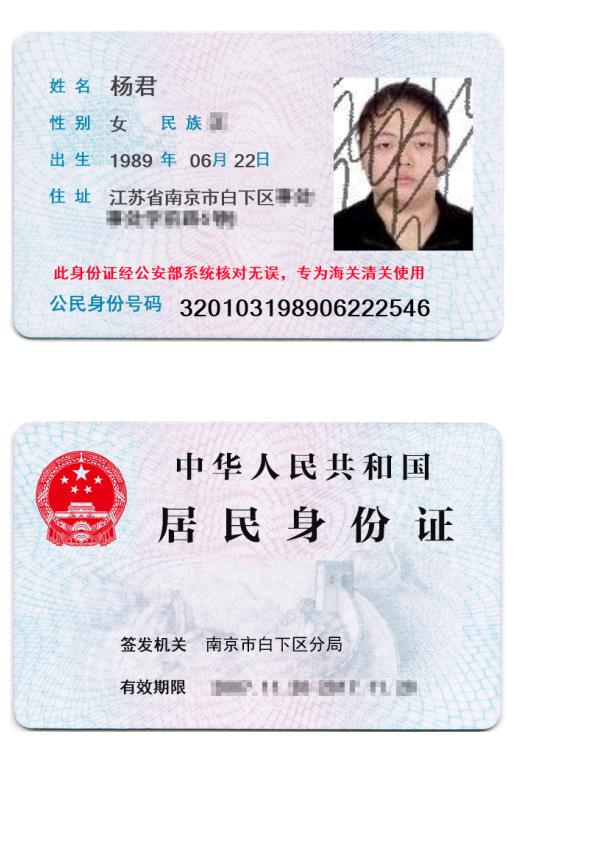 姓名 杨君
性别 女 民族
出生 1989 年 06月 22日
住址 江苏省南京市白下区
此身份证经公安部系统核对无误，专为海关清关使用
公民身份号码 320103198906222546
中华人民共和国
居民身份证
签发机关 南京市白下区分局
有效期限